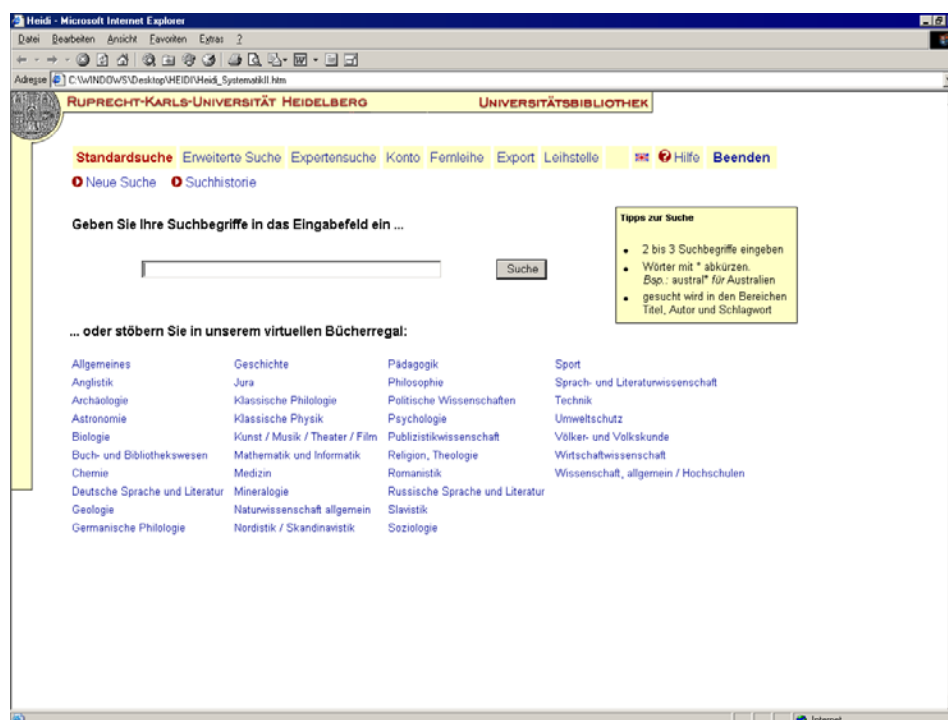 Heidi - Microsoft Internet Explorer
Datei Bearbeiten Ansicht Favoriten Extras ?
Adresse C:\WINDOWS\Desktop\HEIDI\Heidi_SystematikII.htm
RUPRECHT-KARLS-UNIVERSITÄT HEIDELBERG UNIVERSITÄTSBIBLIOTHEK
Standardsuche Erweiterte Suche Expertensuche Konto Fernleihe Export Leihstelle Hilfe Beenden
Neue Suche Suchhistorie
Geben Sie Ihre Suchbegriffe in das Eingabefeld ein ...
Suche
Tipps zur Suche
2 bis 3 Suchbegriffe eingeben
Wörter mit * abkürzen.
Bsp.: austral* für Australien
gesucht wird in den Bereichen
Titel, Autor und Schlagwort
... oder stöbern Sie in unserem virtuellen Bücherregal:
Allgemeines Geschichte Pädagogik Sport
Anglistik Jura Philosophie Sprach- und Literaturwissenschaft
Archäologie Klassische Philologie Politische Wissenschaften Technik
Astronomie Klassische Physik Psychologie Umweltschutz
Biologie Kunst / Musik / Theater / Film Publizistikwissenschaft Völker- und Volkskunde
Buch- und Bibliothekswesen Mathematik und Informatik Religion, Theologie Wirtschaftwissenschaft
Chemie Medizin Romanistik Wissenschaft, allgemein / Hochschulen
Deutsche Sprache und Literatur Mineralogie Russische Sprache und Literatur
Geologie Naturwissenschaft allgemein Slavistik
Germanische Philologie Nordistik / Skandinavistik Soziologie
Internet